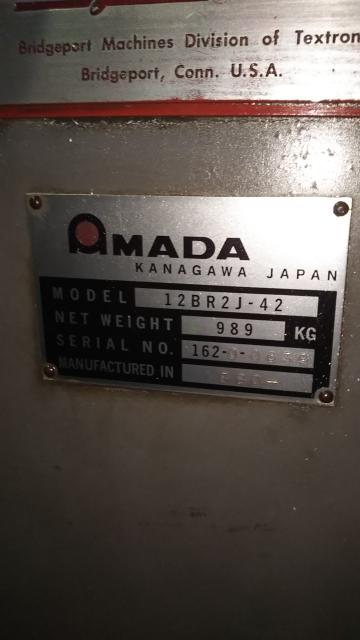 Bridgeport Machines Division of Textron
Bridgeport, Conn. U.S.A.
AMADA
KANAGAWA JAPAN
MODEL 12BR2J-42
NET WEIGHT 989 KG
SERIAL NO. 162-
MANUFACTURED IN